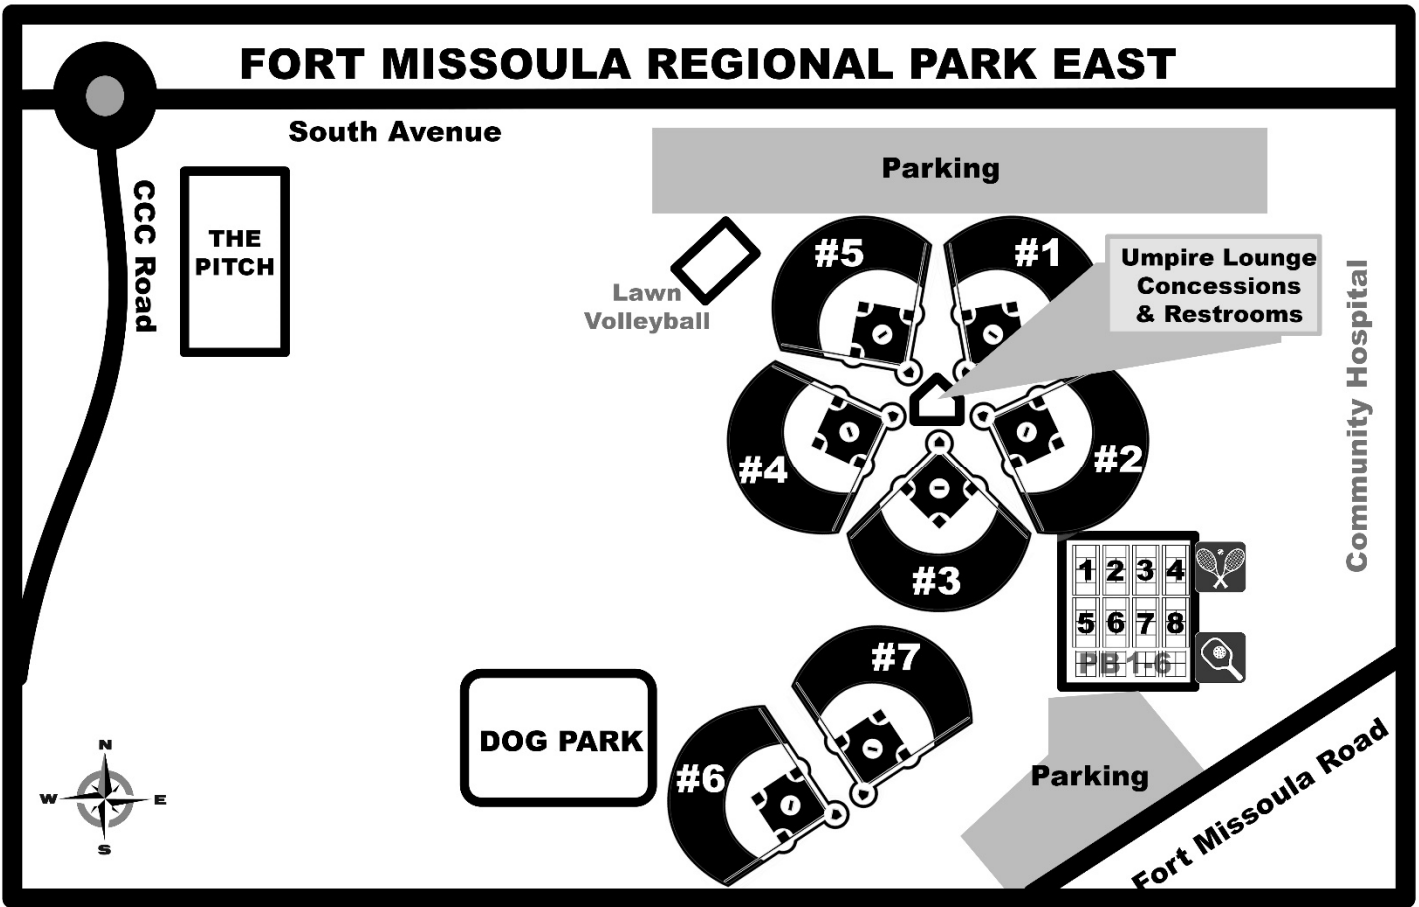 FORT MISSOULA REGIONAL PARK EAST
South Avenue
Parking
CCC Road
THE
PITCH
#5
#1
Umpire Lounge
Concessions
& Restrooms
Lawn
Volleyball
Community Hospital
#4
#2
#3
1 2 3 4
5 6 7 8
PB 1-6
#7
DOG PARK
#6
Parking
Fort Missoula Road
N
W E
S